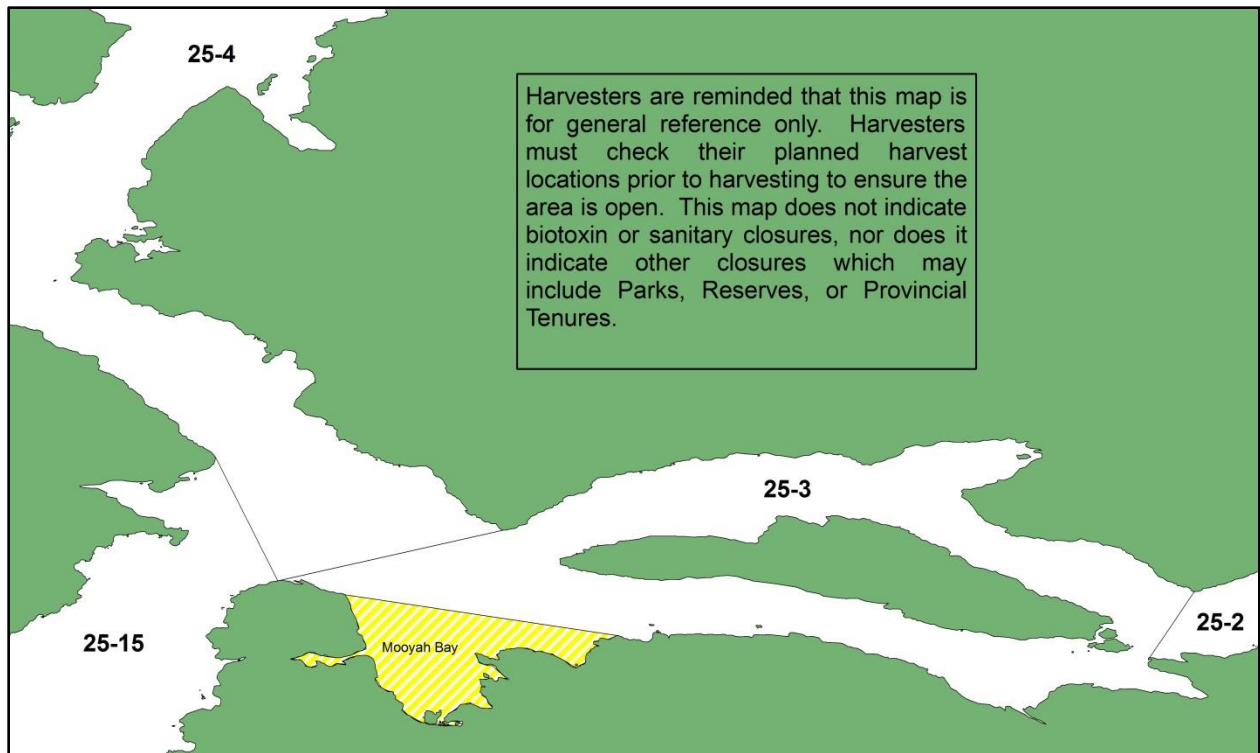 25-4
Harvesters are reminded that this map is
for general reference only. Harvesters
must check their planned harvest
locations prior to harvesting to ensure the
area is open. This map does not indicate
biotoxin or sanitary closures, nor does it
indicate other closures which may
include Parks, Reserves, or Provincial
Tenures.
25-3
25-15
Mooyah Bay
25-2